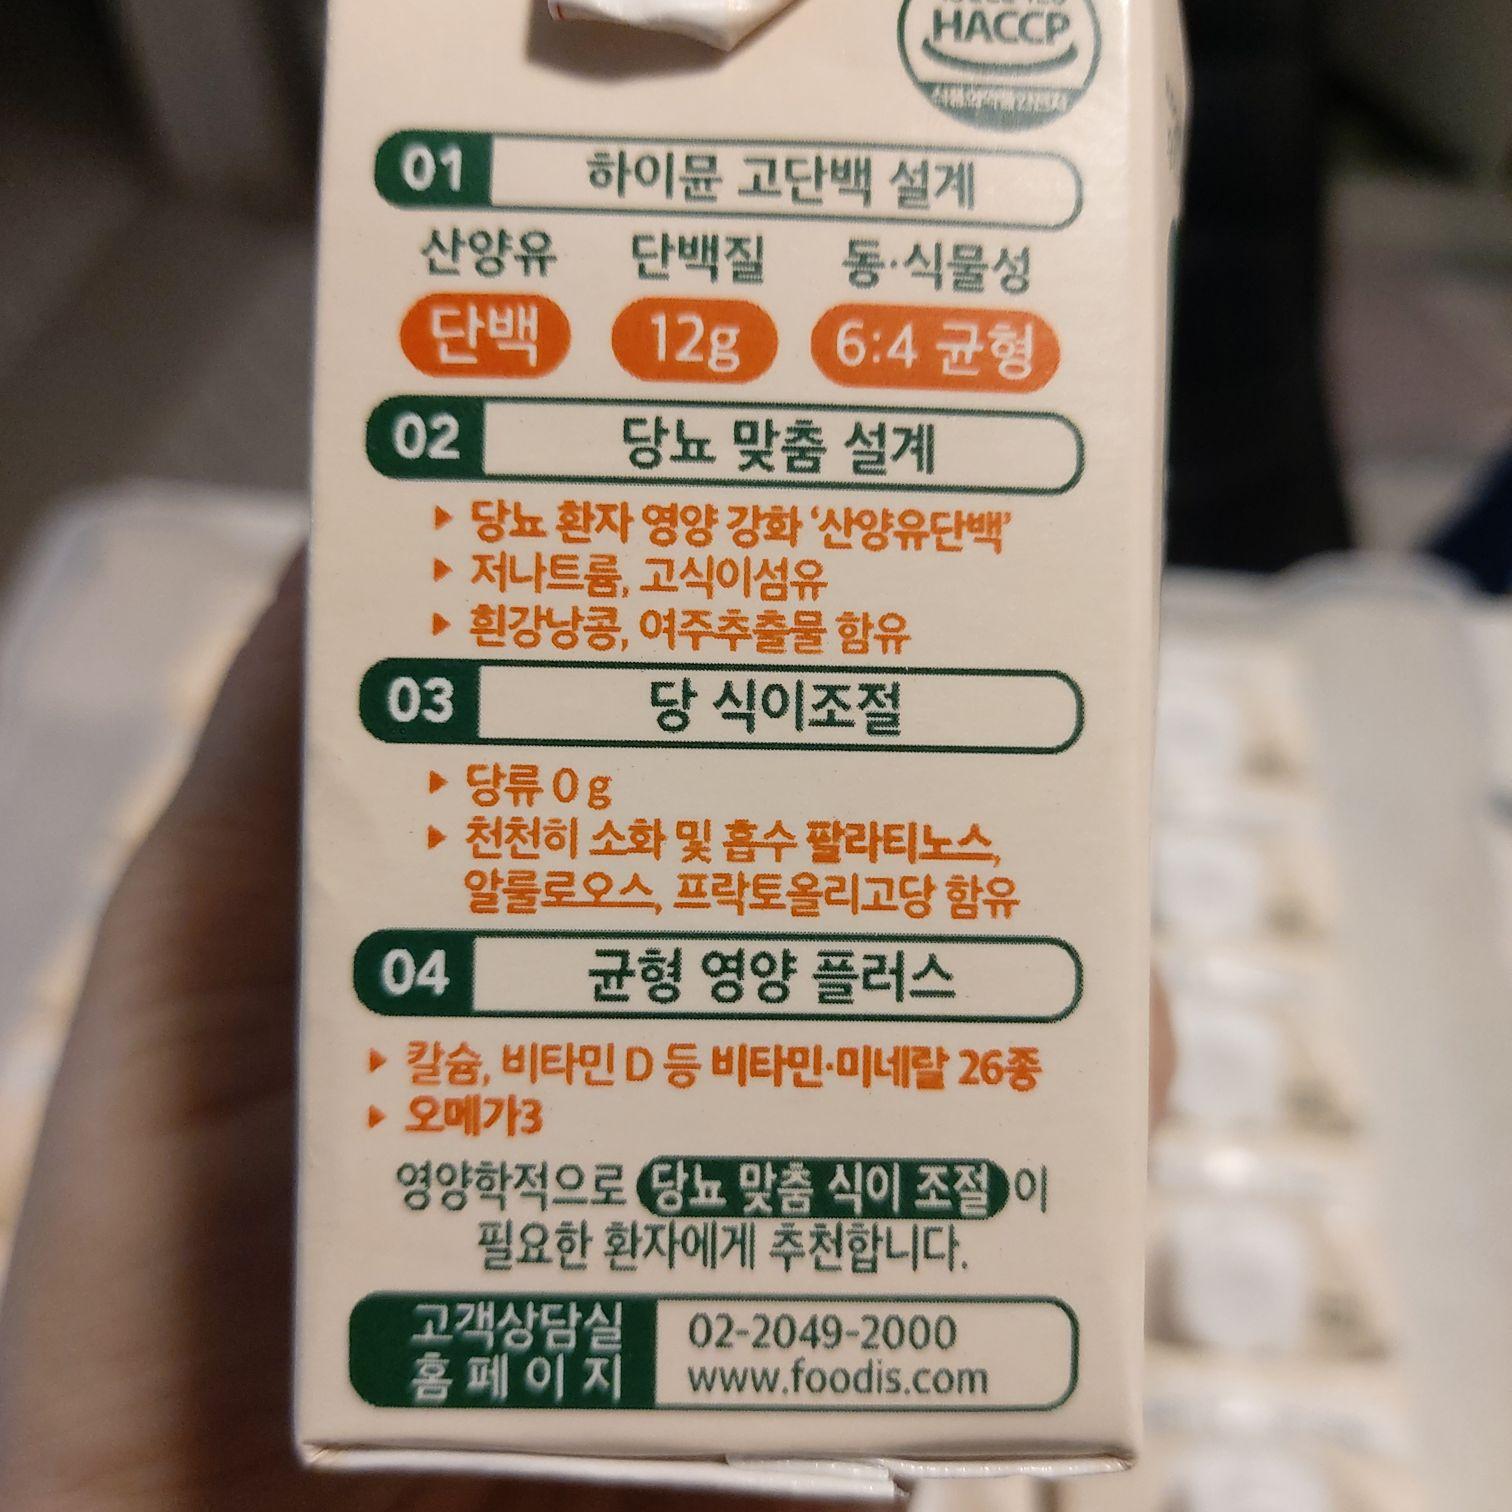 HACCP
01 하이뮨 고단백 설계
산양유 단백질 동·식물성
단백 12g 6:4 균형
02 당뇨 맞춤 설계
▶ 당뇨 환자 영양 강화 ‘산양유단백’
▶ 저나트륨, 고식이섬유
▶ 흰강낭콩, 여주추출물 함유
03 당 식이조절
▶ 당류 0 g
▶ 천천히 소화 및 흡수 팔라티노스,
알룰로오스, 프락토올리고당 함유
04 균형 영양 플러스
▶ 칼슘, 비타민 D 등 비타민·미네랄 26종
▶ 오메가3
영양학적으로 당뇨 맞춤 식이 조절이
필요한 환자에게 추천합니다.
고객상담실 02-2049-2000
홈페이지 www.foodis.com